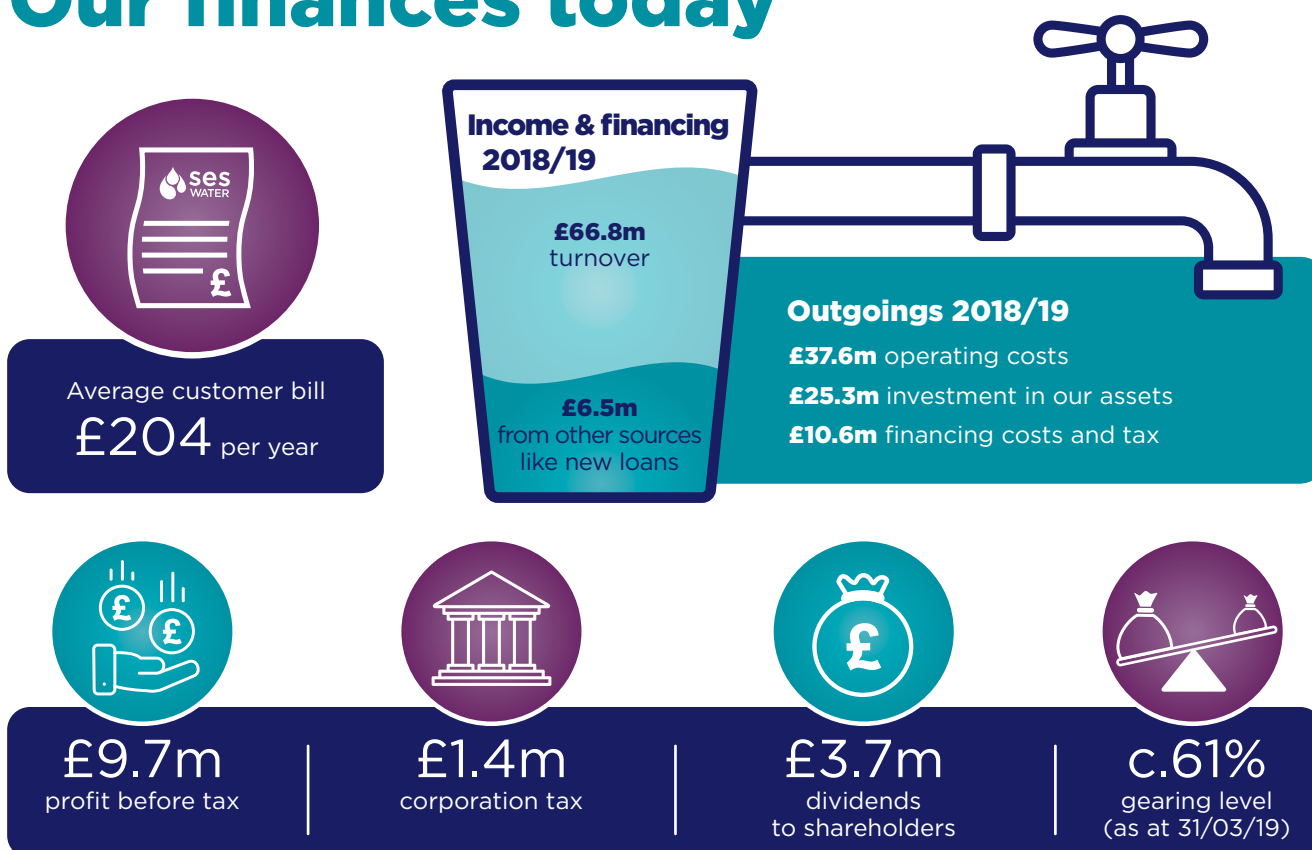 Our finances today
ses
WATER
£
Average customer bill
£204 per year
Income & financing
2018/19
£66.8m
turnover
£6.5m
from other sources
like new loans
Outgoings 2018/19
£37.6m operating costs
£25.3m investment in our assets
£10.6m financing costs and tax
£
£
£9.7m
profit before tax
£1.4m
corporation tax
£
£3.7m
dividends
to shareholders
c.61%
gearing level
(as at 31/03/19)